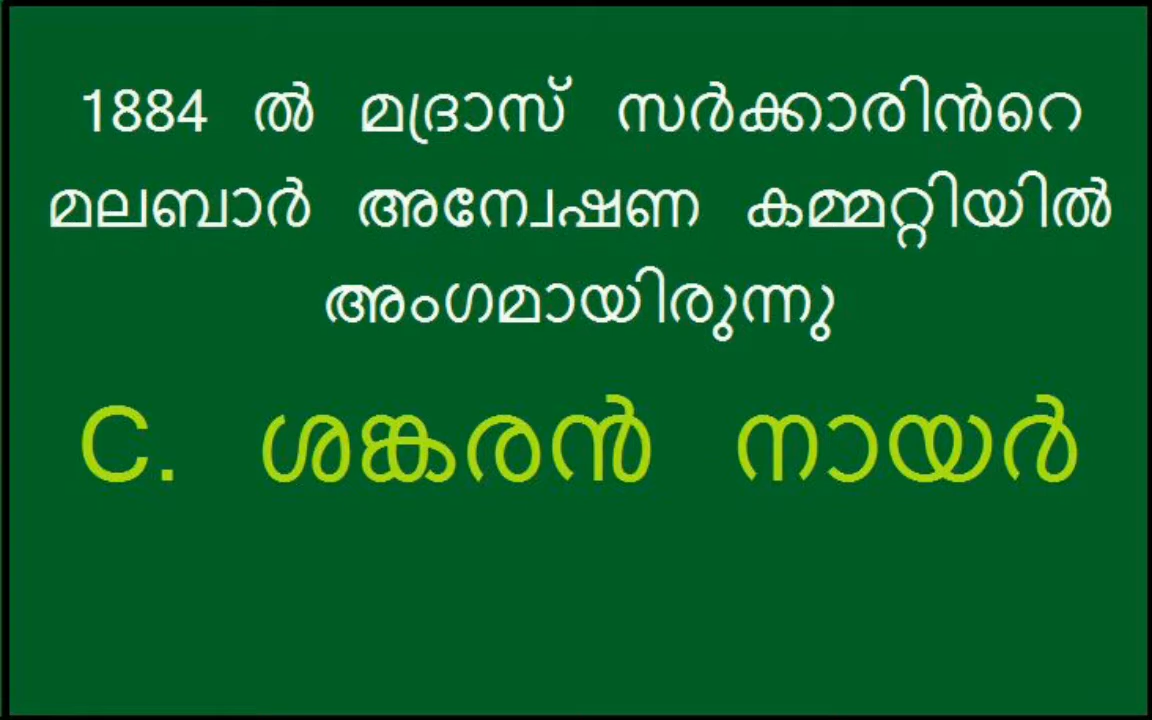 1884 ൽ മദ്രാസ് സർക്കാരിൻറെ
മലബാർ അന്വേഷണ കമ്മറ്റിയിൽ
അംഗമായിരുന്നു
C. ശങ്കരൻ നായർ